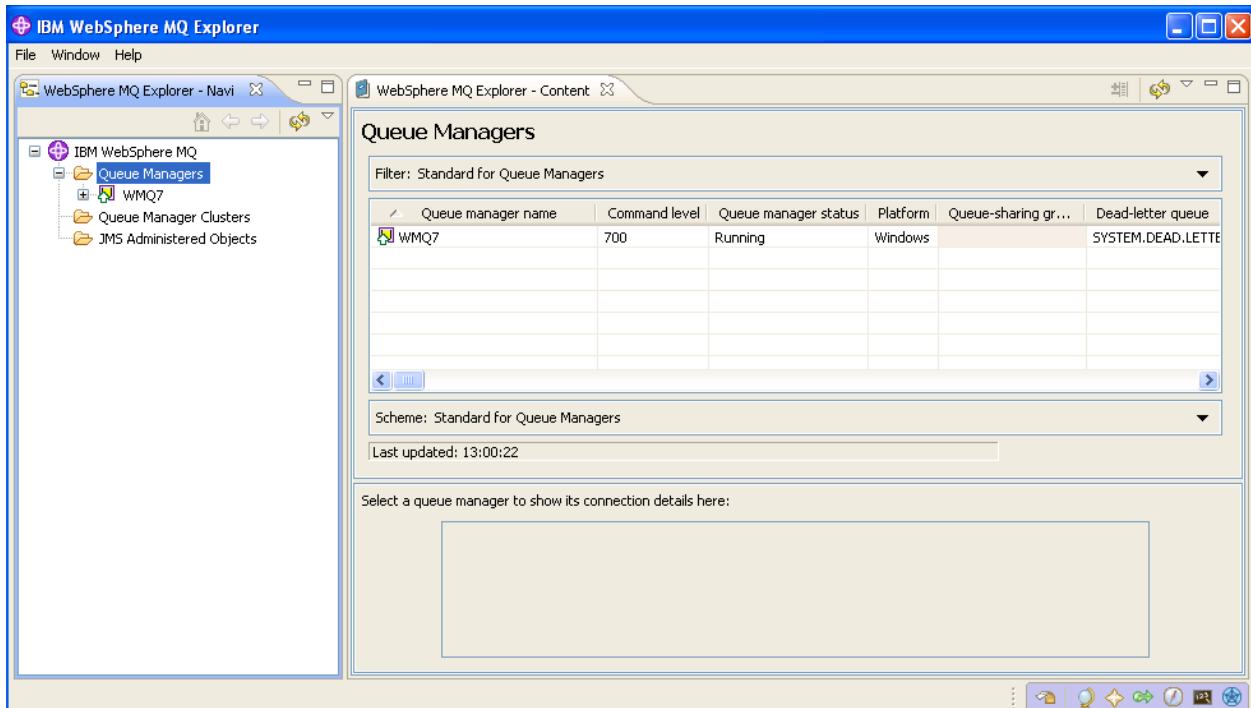 IBM WebSphere MQ Explorer
File Window Help
WebSphere MQ Explorer - Navi
WebSphere MQ Explorer - Content
IBM WebSphere MQ
Queue Managers
WMQ7
Queue Manager Clusters
JMS Administered Objects
Queue Managers
Filter: Standard for Queue Managers
Queue manager name Command level Queue manager status Platform Queue-sharing gr... Dead-letter queue
WMQ7 700 Running Windows SYSTEM.DEAD.LETTE
Scheme: Standard for Queue Managers
Last updated: 13:00:22
Select a queue manager to show its connection details here: